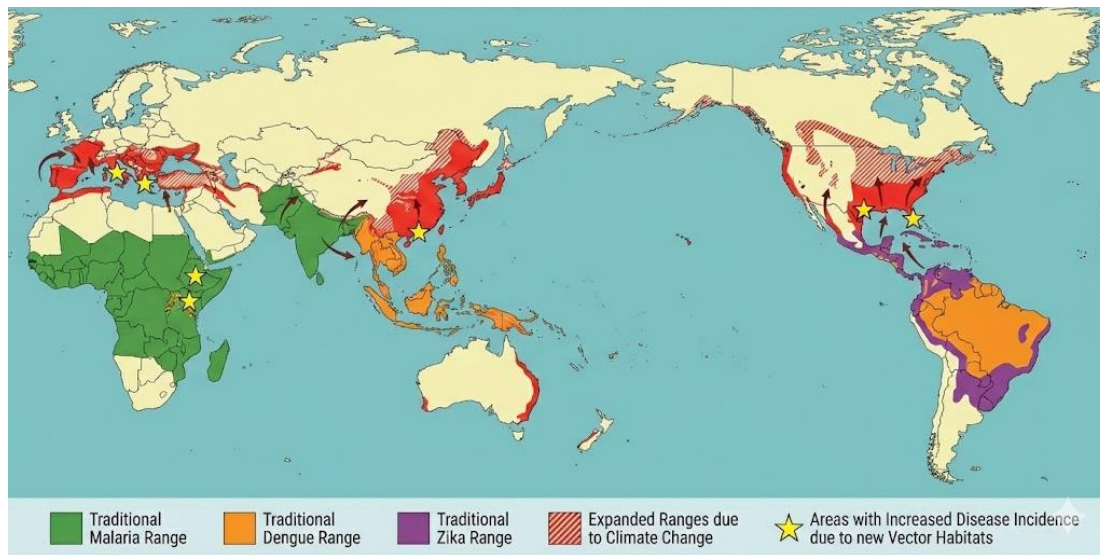 Traditional
Malaria Range
Traditional
Dengue Range
Traditional
Zika Range
Expanded Ranges due
to Climate Change
Areas with Increased Disease Incidence
due to new Vector Habitats